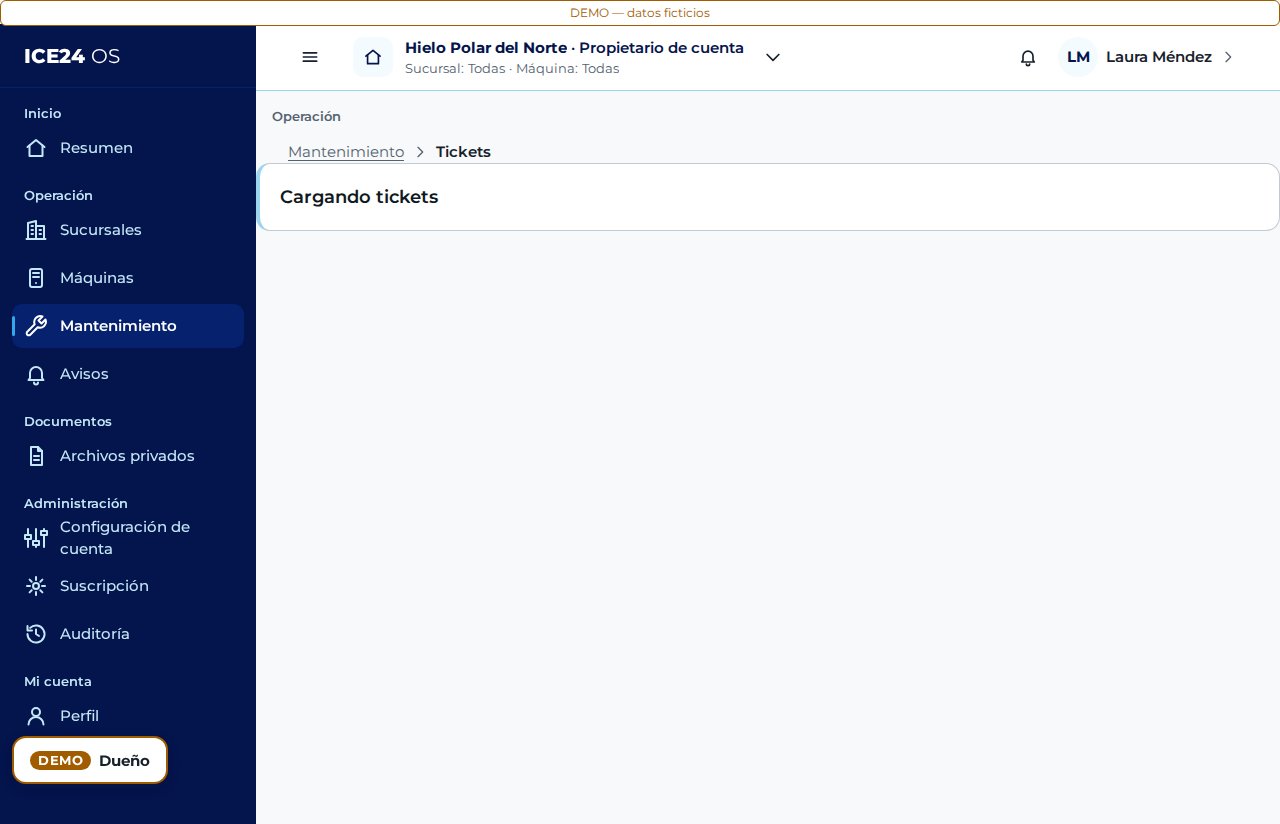 DEMO — datos ficticios
ICE24 OS
Inicio
Resumen
Operación
Sucursales
Máquinas
Mantenimiento
Avisos
Documentos
Archivos privados
Administración
Configuración de
cuenta
Suscripción
Auditoría
Mi cuenta
Perfil
DEMO Dueño
Hielo Polar del Norte · Propietario de cuenta
Sucursal: Todas · Máquina: Todas
LM Laura Méndez
Operación
Mantenimiento > Tickets
Cargando tickets